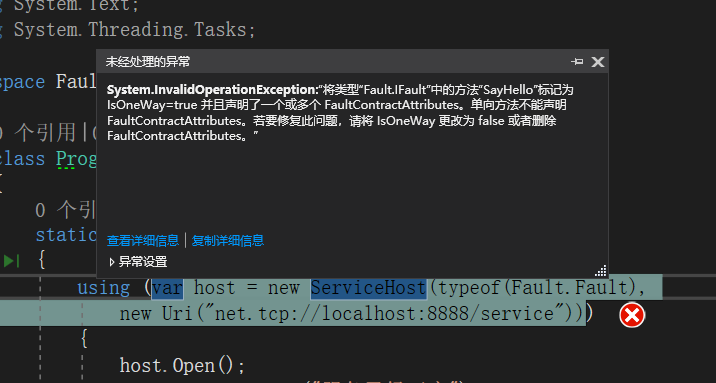 g System.Text;
g System.Threading.Tasks;
未经处理的异常
System.InvalidOperationException:“将类型“Fault.IFault”中的方法“SayHello”标记为
IsOneWay=true 并且声明了一个或多个 FaultContractAttributes。单向方法不能声明
FaultContractAttributes。若要修复此问题，请将 IsOneWay 更改为 false 或者删除
FaultContractAttributes。”
space Fau
0 个引用|0
class Prog
{
0 个引
查看详细信息 | 复制详细信息
stati
异常设置
{
using (var host = new ServiceHost(typeof(Fault.Fault),
new Uri("net.tcp://localhost:8888/service")))
{
host.Open();